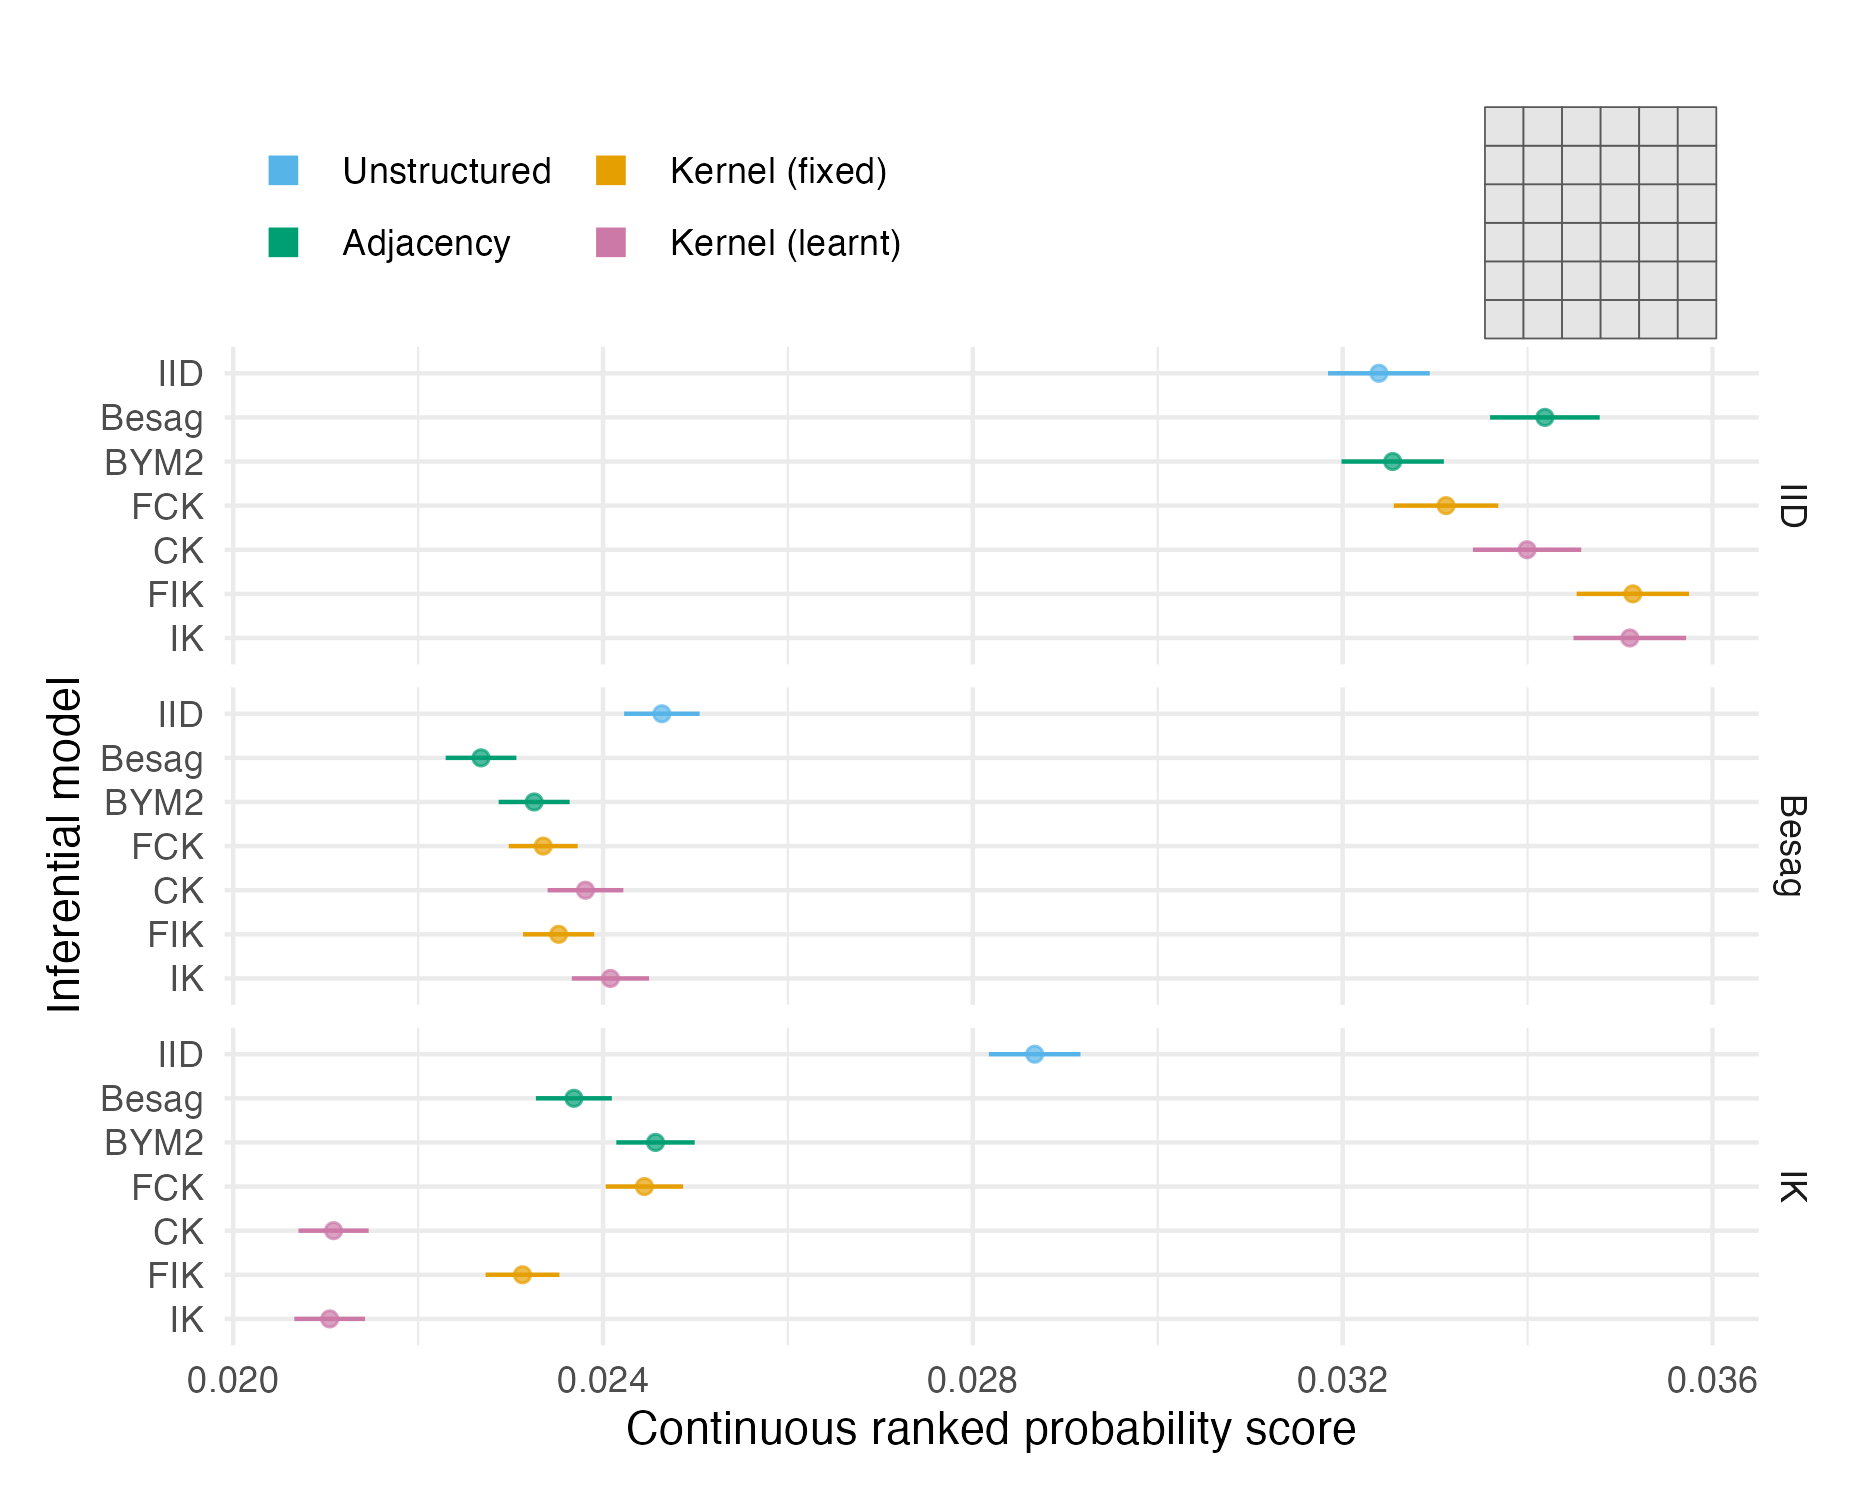 Unstructured
Kernel (fixed)
Adjacency
Kernel (learnt)
IID
Besag
BYM2
FCK
CK
FIK
IK
IID
IID
Besag
BYM2
FCK
CK
FIK
IK
Besag
IID
Besag
BYM2
FCK
CK
FIK
IK
IK
Inferential model
0.020
0.024
0.028
0.032
0.036
Continuous ranked probability score